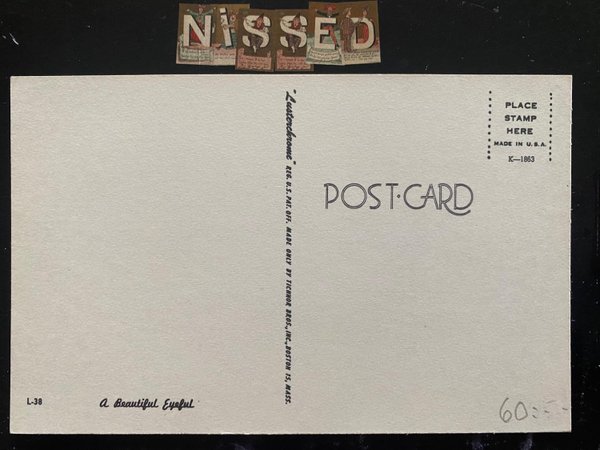 NiSSED
PLACE
STAMP
HERE
MADE IN U.S.A.
K—1863
POST·CARD
"Lusterchrome" REG. U.S. PAT. OFF. MADE ONLY BY TICHNOR BROS., INC., BOSTON 15, MASS.
L-38
A Beautiful Eyeful
60:--